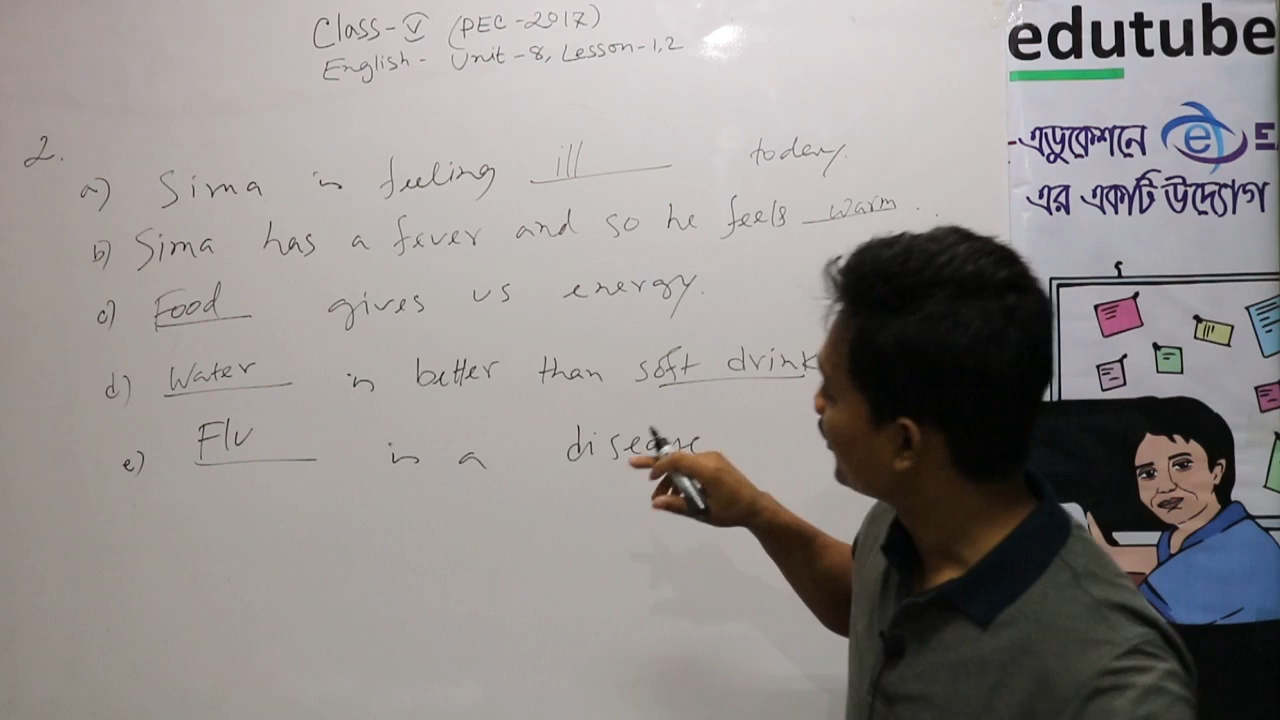 Class-V (PEC-2017)
English- Unit-8, Lesson-1,2
2.
a) Sima is feeling ill today.
b) Sima has a fever and so he feels warm.
c) Food gives us energy.
d) Water is better than soft drink
e) Flu is a disease
edutube
-এডুকেশনে e E
এর একটি উদ্যোগ